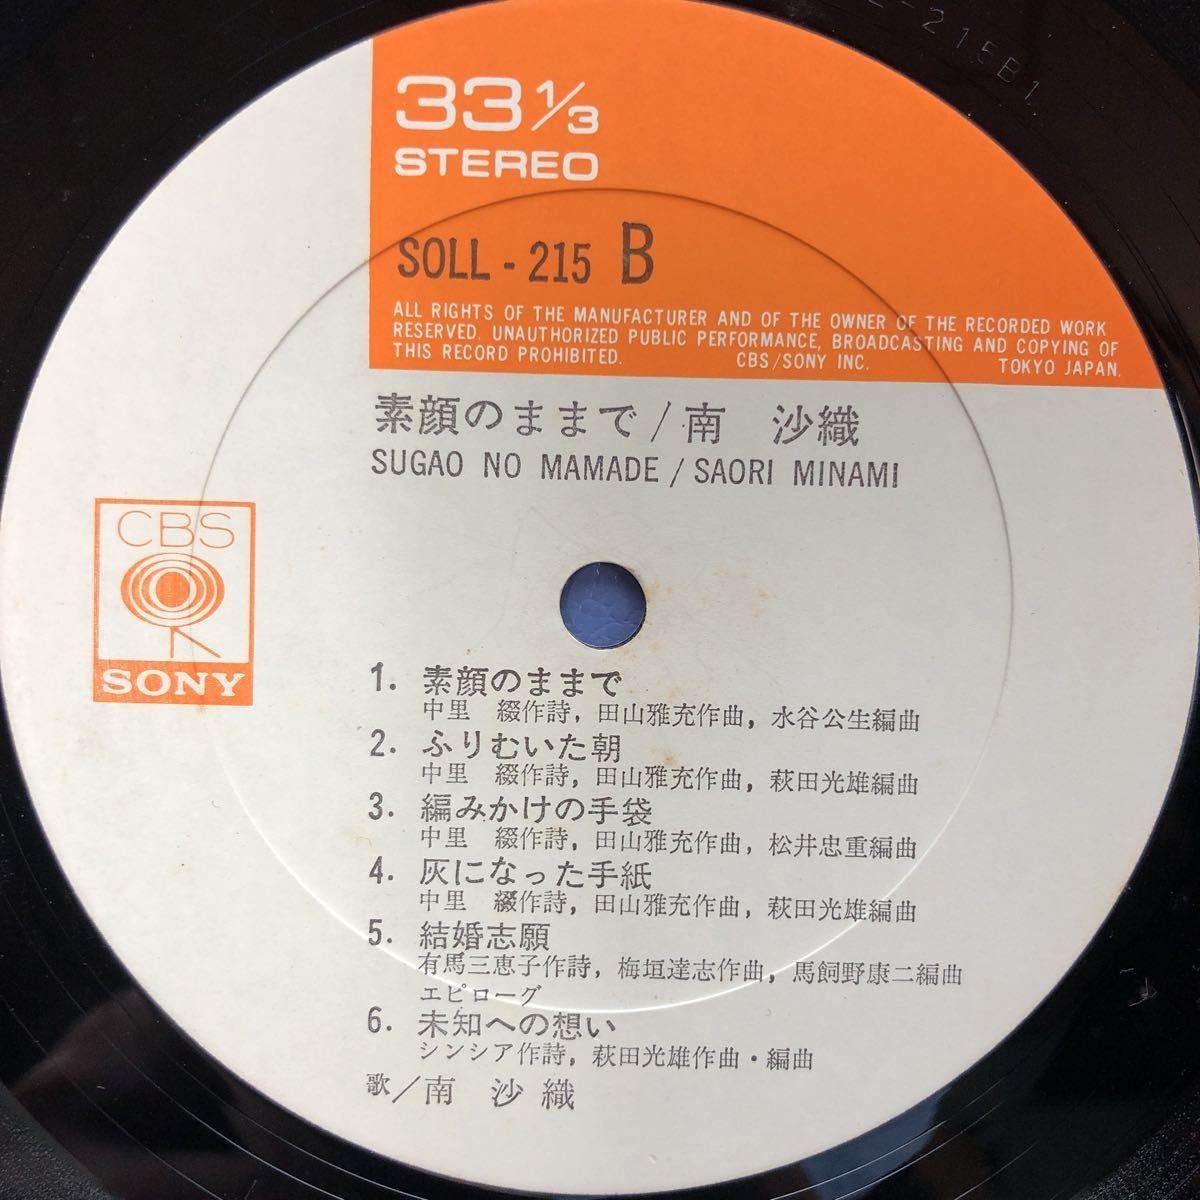 -215B1
33 1/3
STEREO
SOLL - 215 B
ALL RIGHTS OF THE MANUFACTURER AND OF THE OWNER OF THE RECORDED WORK
RESERVED. UNAUTHORIZED PUBLIC PERFORMANCE, BROADCASTING AND COPYING OF
THIS RECORD PROHIBITED. CBS/SONY INC. TOKYO JAPAN.
素顔のままで/南 沙織
SUGAO NO MAMADE / SAORI MINAMI
CBS
SONY
1. 素顔のままで
中里 綴作詩, 田山雅充作曲, 水谷公生編曲
2. ふりむいた朝
中里 綴作詩, 田山雅充作曲, 萩田光雄編曲
3. 編みかけの手袋
中里 綴作詩, 田山雅充作曲, 松井忠重編曲
4. 灰になった手紙
中里 綴作詩, 田山雅充作曲, 萩田光雄編曲
5. 結婚志願
有馬三恵子作詩, 梅垣達志作曲, 馬飼野康二編曲
エピローグ
6. 未知への想い
シンシア作詩, 萩田光雄作曲・編曲
歌/南 沙織